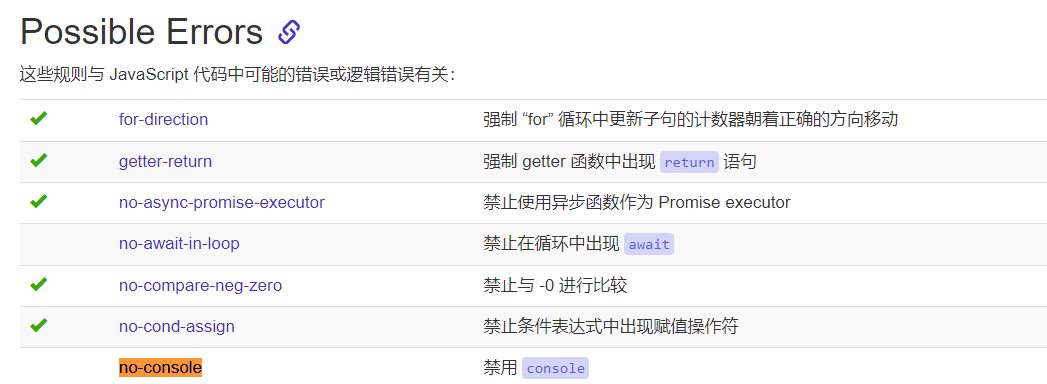 Possible Errors
这些规则与 JavaScript 代码中可能的错误或逻辑错误有关：
for-direction 强制 “for” 循环中更新子句的计数器朝着正确的方向移动
getter-return 强制 getter 函数中出现 return 语句
no-async-promise-executor 禁止使用异步函数作为 Promise executor
no-await-in-loop 禁止在循环中出现 await
no-compare-neg-zero 禁止与 -0 进行比较
no-cond-assign 禁止条件表达式中出现赋值操作符
no-console 禁用 console